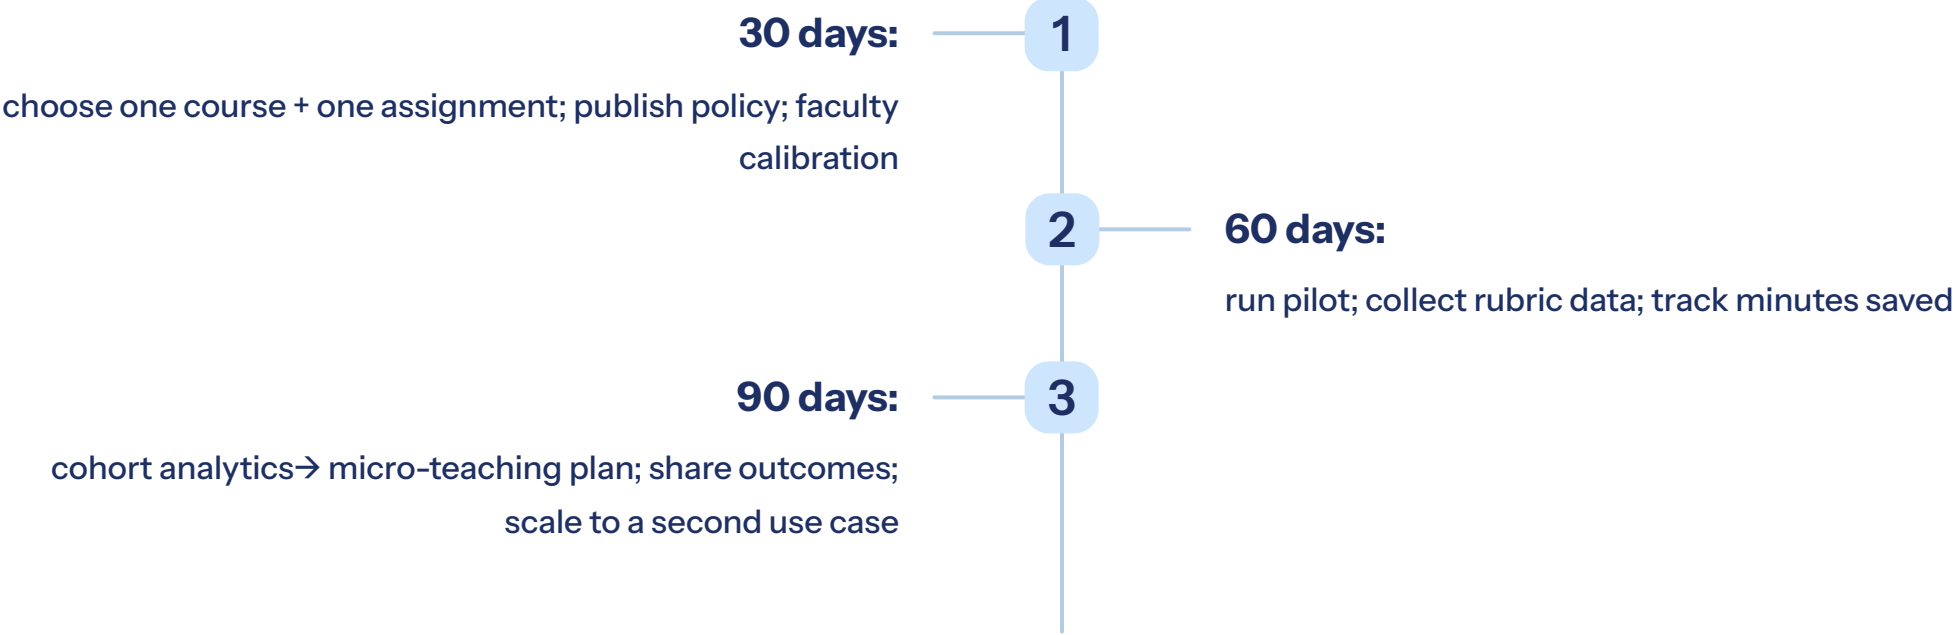 1
30 days:
choose one course + one assignment; publish policy; faculty
calibration
2
60 days:
run pilot; collect rubric data; track minutes saved
3
90 days:
cohort analytics→ micro-teaching plan; share outcomes;
scale to a second use case